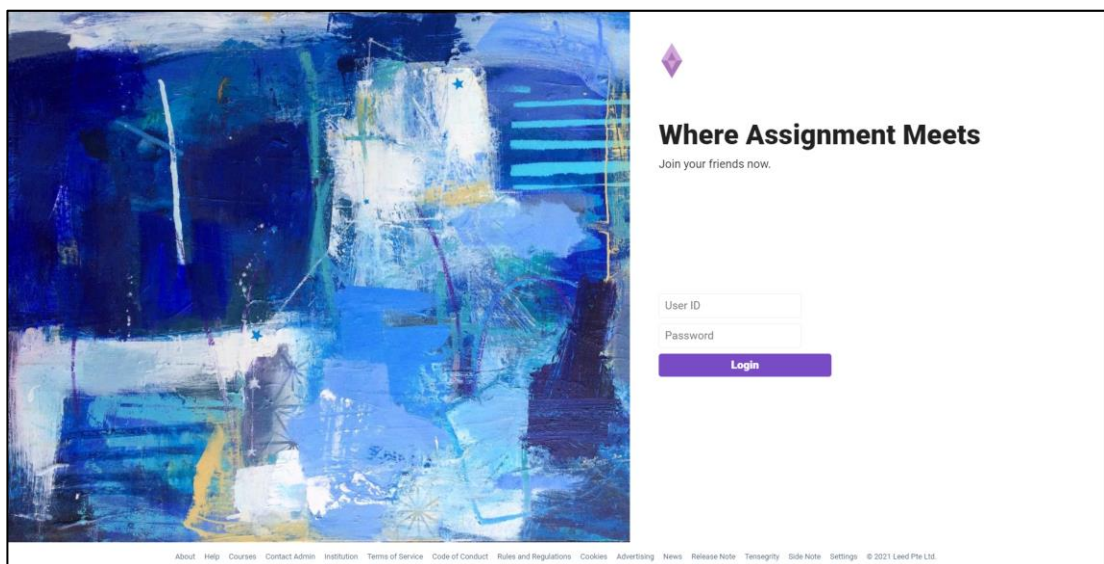 Where Assignment Meets
Join your friends now.
User ID
Password
Login
About Help Courses Contact Admin Institution Terms of Service Code of Conduct Rules and Regulations Cookies Advertising News Release Note Tensegrity Side Note Settings © 2021 Leed Pte Ltd.